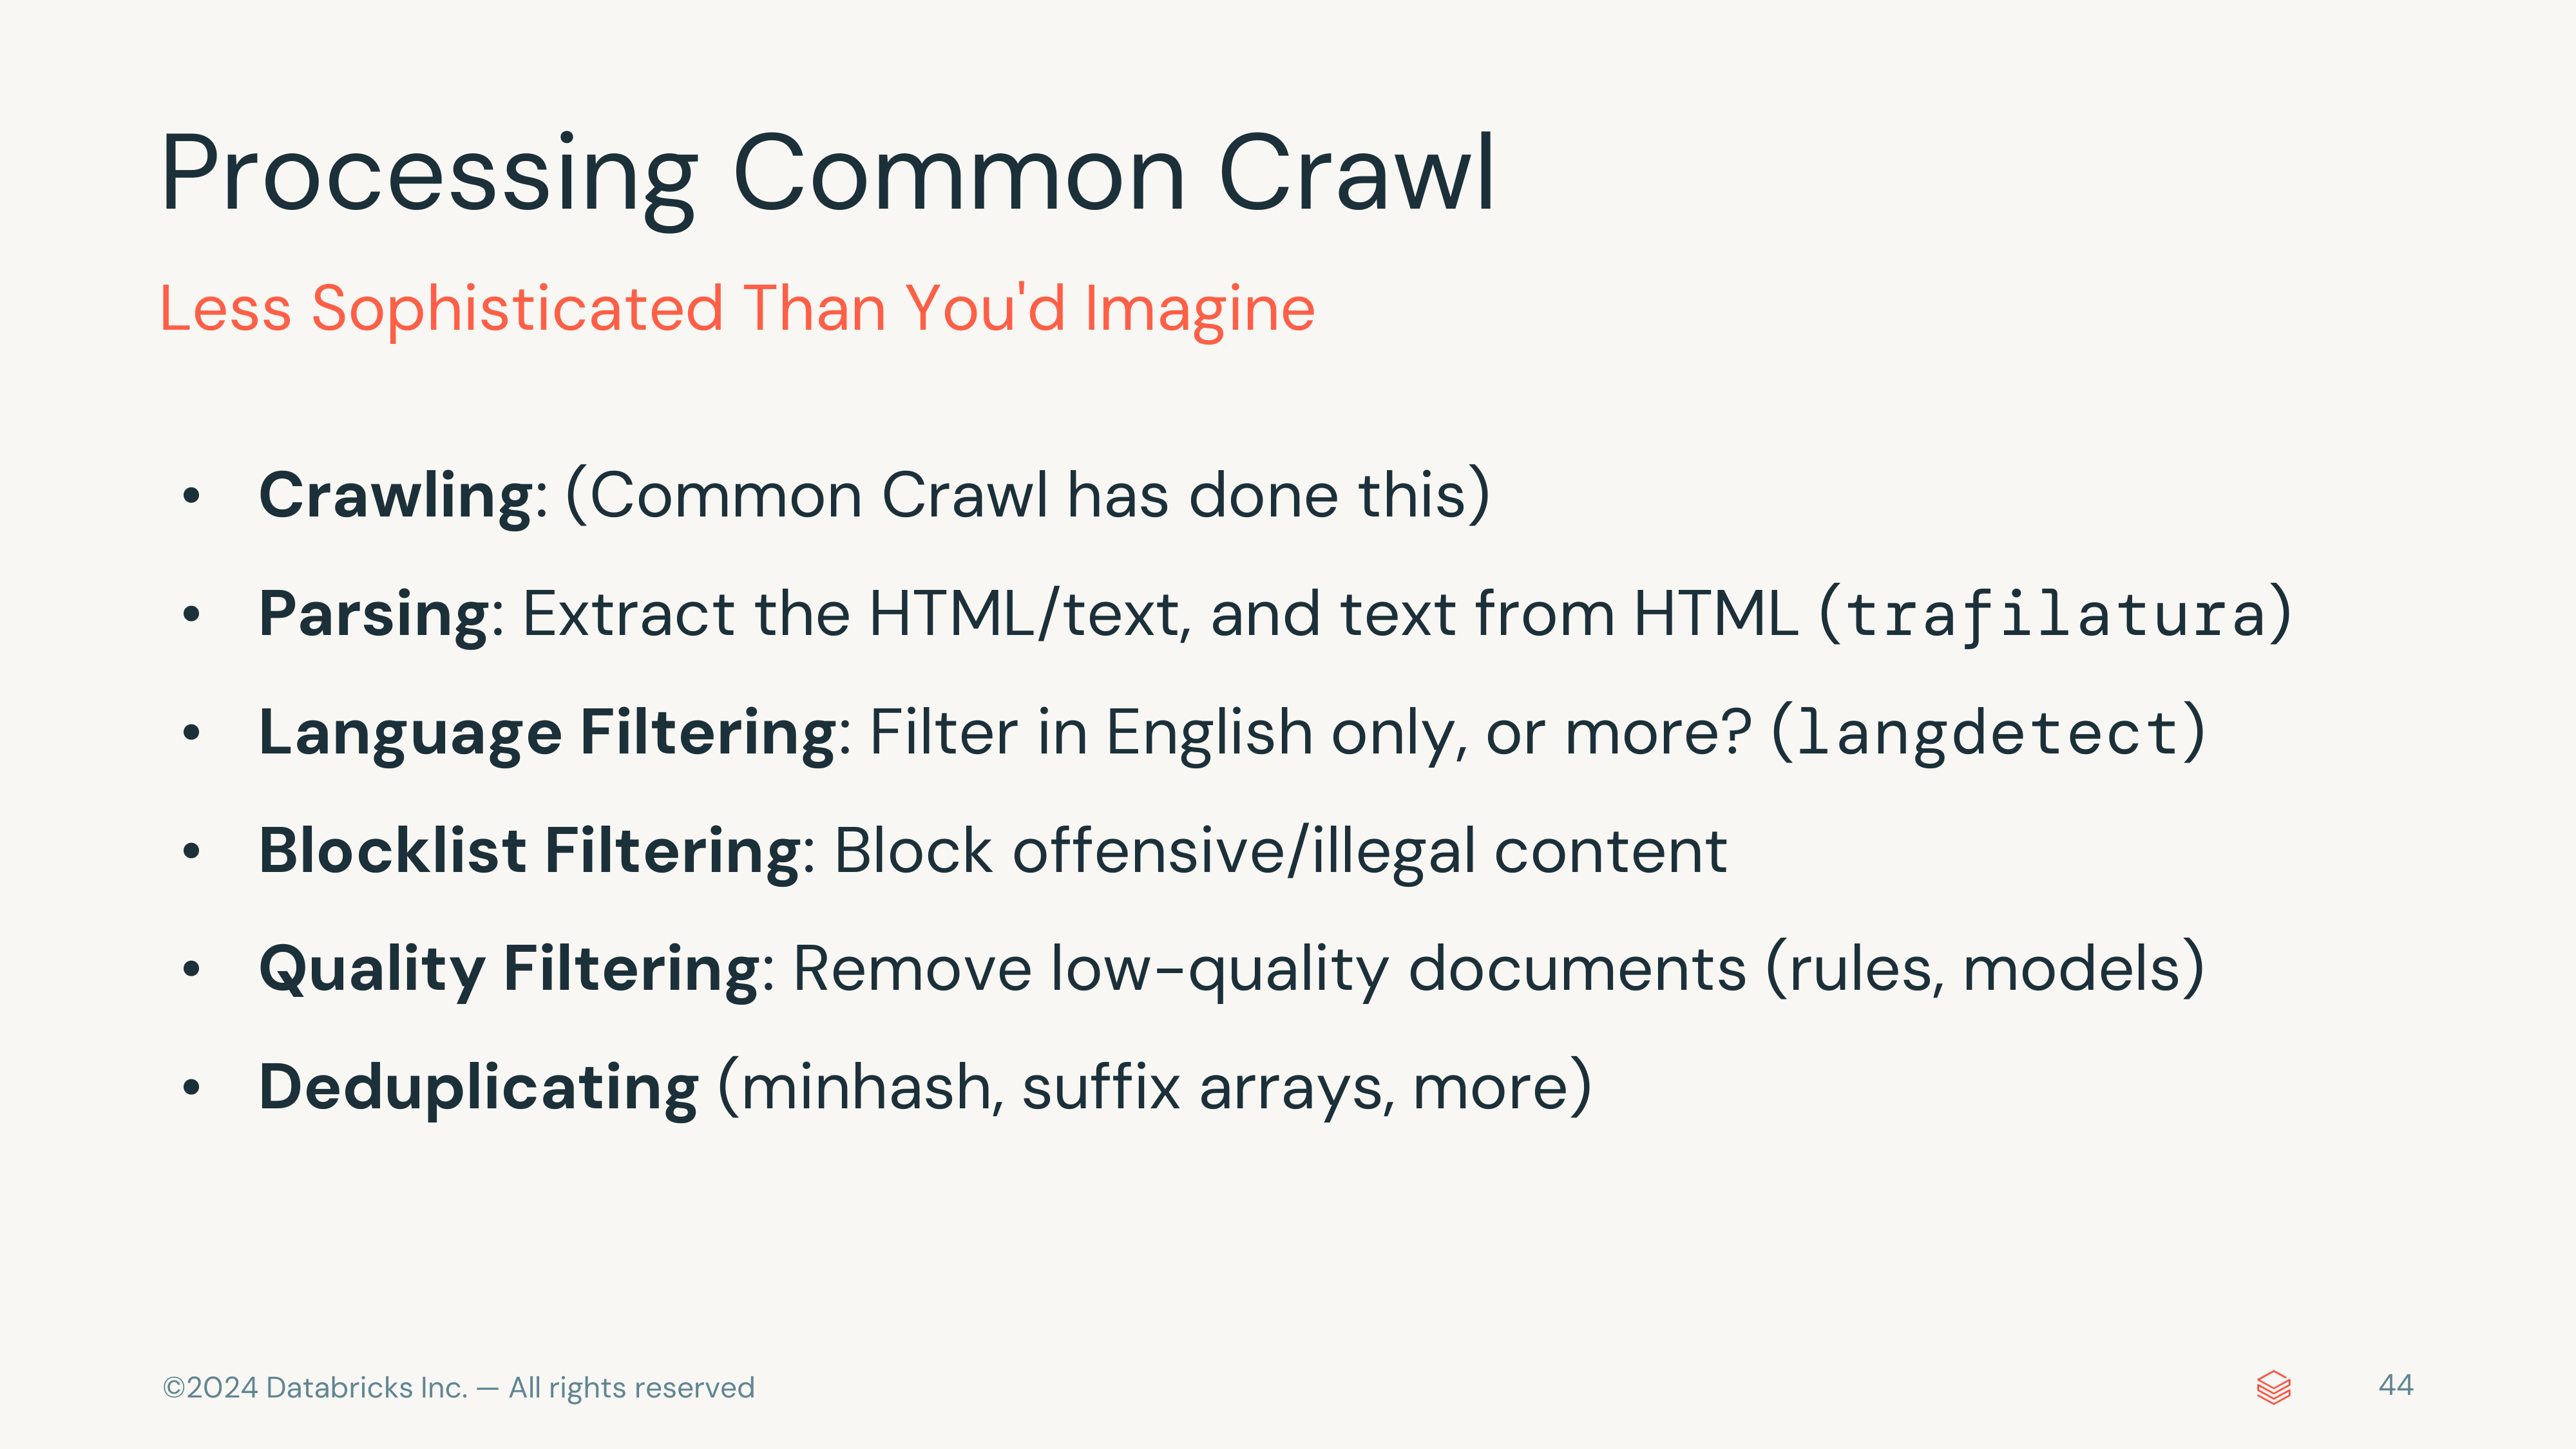 Processing Common Crawl
Less Sophisticated Than You'd Imagine
• Crawling: (Common Crawl has done this)
• Parsing: Extract the HTML/text, and text from HTML (trafilatura)
• Language Filtering: Filter in English only, or more? (langdetect)
• Blocklist Filtering: Block offensive/illegal content
• Quality Filtering: Remove low-quality documents (rules, models)
• Deduplicating (minhash, suffix arrays, more)
©2024 Databricks Inc. — All rights reserved
44